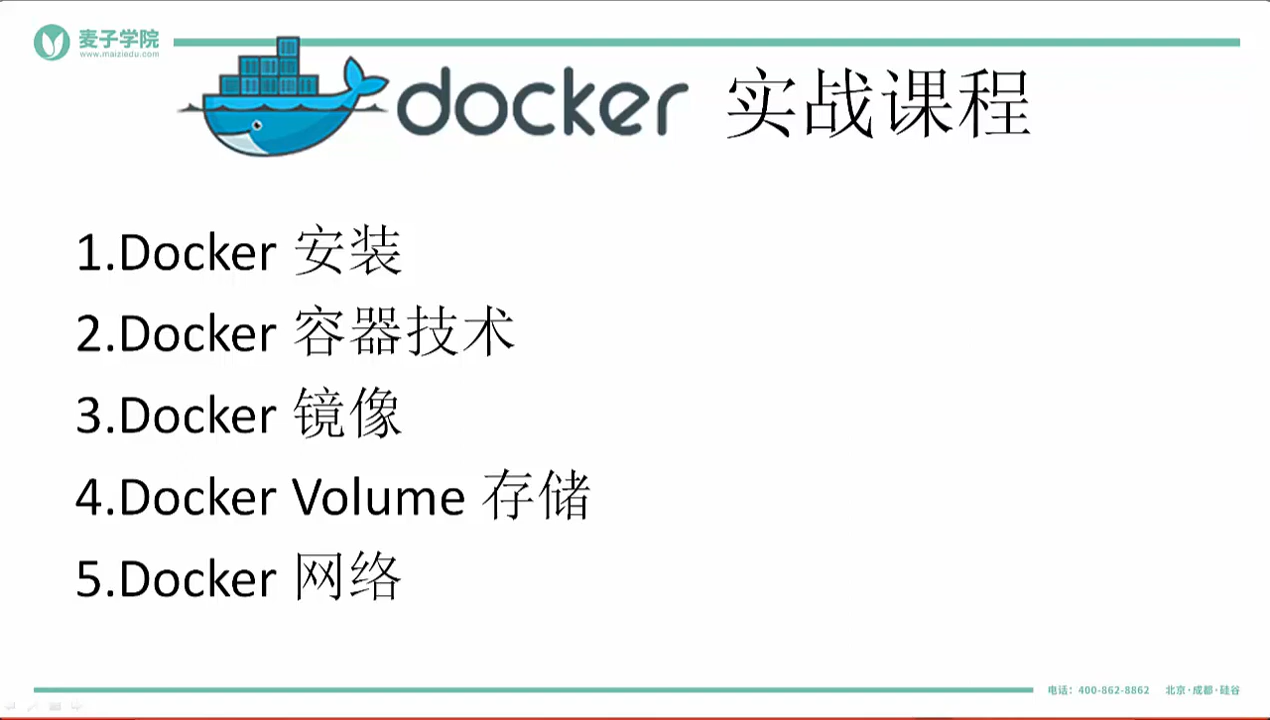 麦子学院
www.maiziedu.com
docker 实战课程
1.Docker 安装
2.Docker 容器技术
3.Docker 镜像
4.Docker Volume 存储
5.Docker 网络
电话：400-862-8862 北京·成都·硅谷